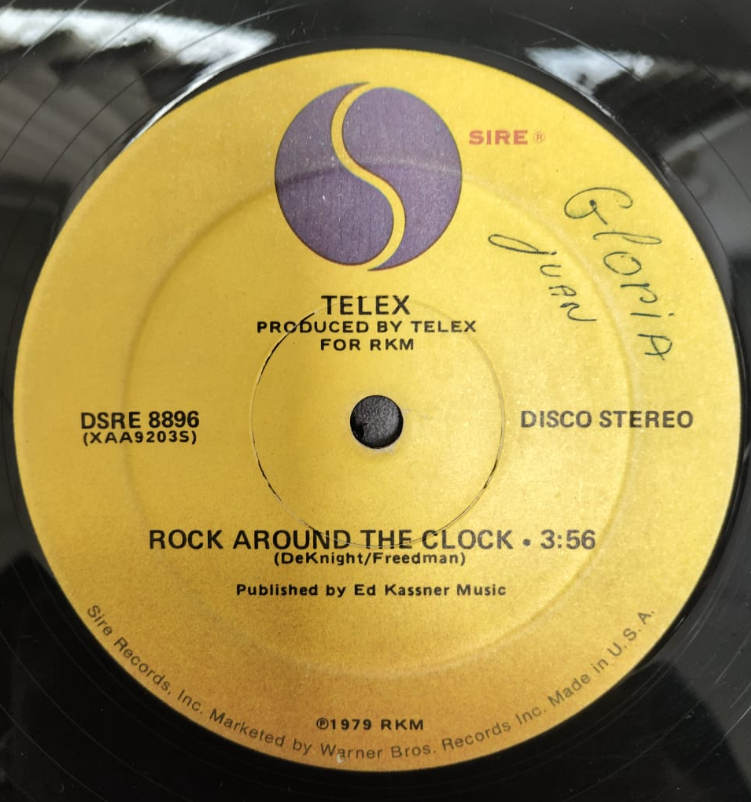 SIRE ®
Gloria
JUAN
TELEX
PRODUCED BY TELEX
FOR RKM
DSRE 8896
(XAA9203S)
DISCO STEREO
ROCK AROUND THE CLOCK • 3:56
(DeKnight/Freedman)
Published by Ed Kassner Music
℗1979 RKM
Sire Records, Inc. Marketed by Warner Bros. Records Inc. Made in U. S. A.